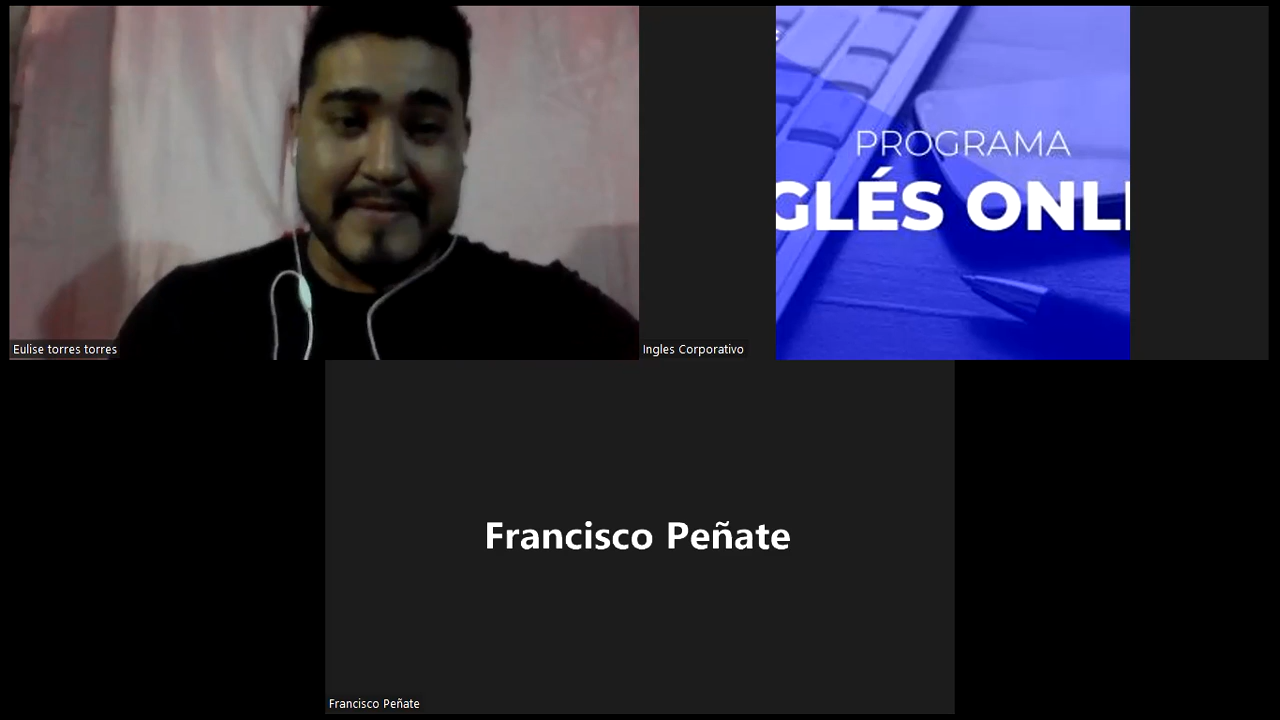 PROGRAMA
GLÉS ONLI
Eulise torres torres
Ingles Corporativo
Francisco Peñate
Francisco Peñate